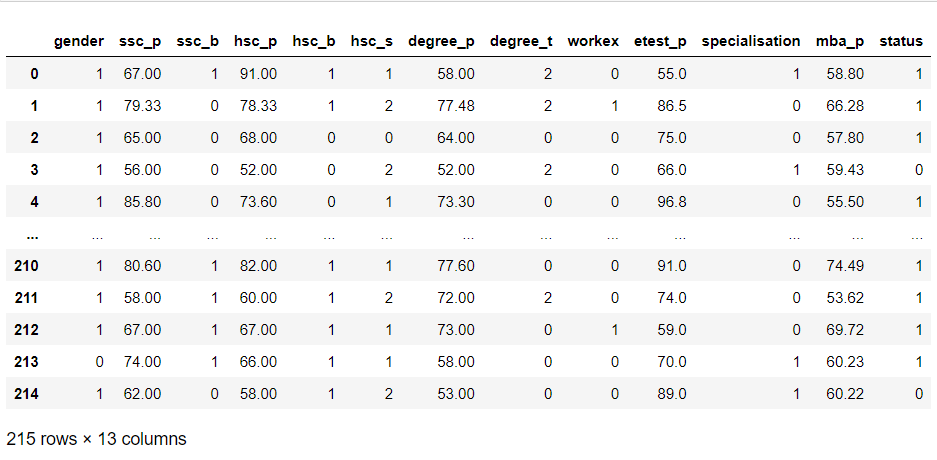 gender ssc_p ssc_b hsc_p hsc_b hsc_s degree_p degree_t workex etest_p specialisation mba_p status
0 1 67.00 1 91.00 1 1 58.00 2 0 55.0 1 58.80 1
1 1 79.33 0 78.33 1 2 77.48 2 1 86.5 0 66.28 1
2 1 65.00 0 68.00 0 0 64.00 0 0 75.0 0 57.80 1
3 1 56.00 0 52.00 0 2 52.00 2 0 66.0 1 59.43 0
4 1 85.80 0 73.60 0 1 73.30 0 0 96.8 0 55.50 1
... ... ... ... ... ... ... ... ... ... ... ... ... ...
210 1 80.60 1 82.00 1 1 77.60 0 0 91.0 0 74.49 1
211 1 58.00 1 60.00 1 2 72.00 2 0 74.0 0 53.62 1
212 1 67.00 1 67.00 1 1 73.00 0 1 59.0 0 69.72 1
213 0 74.00 1 66.00 1 1 58.00 0 0 70.0 1 60.23 1
214 1 62.00 0 58.00 1 2 53.00 0 0 89.0 1 60.22 0
215 rows × 13 columns